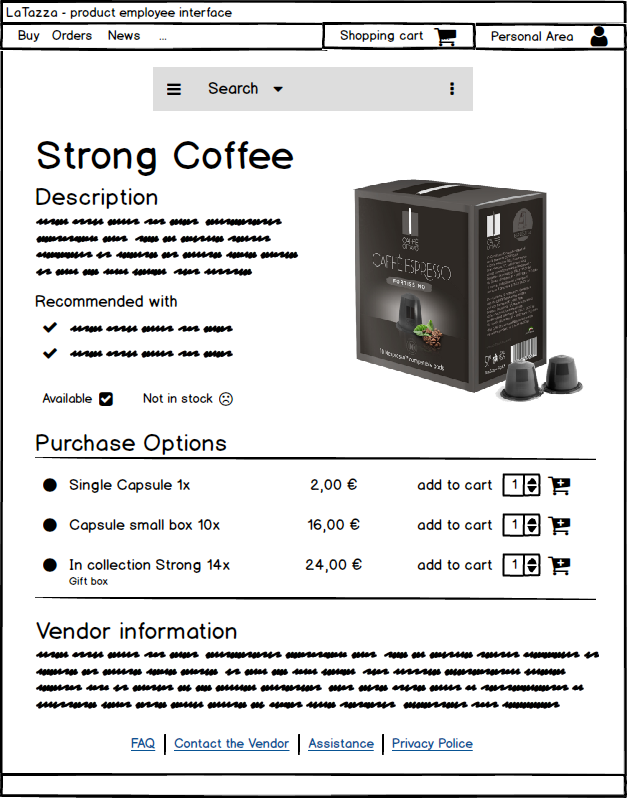 LaTazza - product employee interface
Buy Orders News ...
Shopping cart
Personal Area
Search
Strong Coffee
Description
CAFFÈ ESPRESSO
FORTISSIMO
Recommended with
Available
Not in stock
Purchase Options
Single Capsule 1x 2,00 € add to cart 1
Capsule small box 10x 16,00 € add to cart 1
In collection Strong 14x 24,00 € add to cart 1
Gift box
Vendor information
FAQ Contact the Vendor Assistance Privacy Police